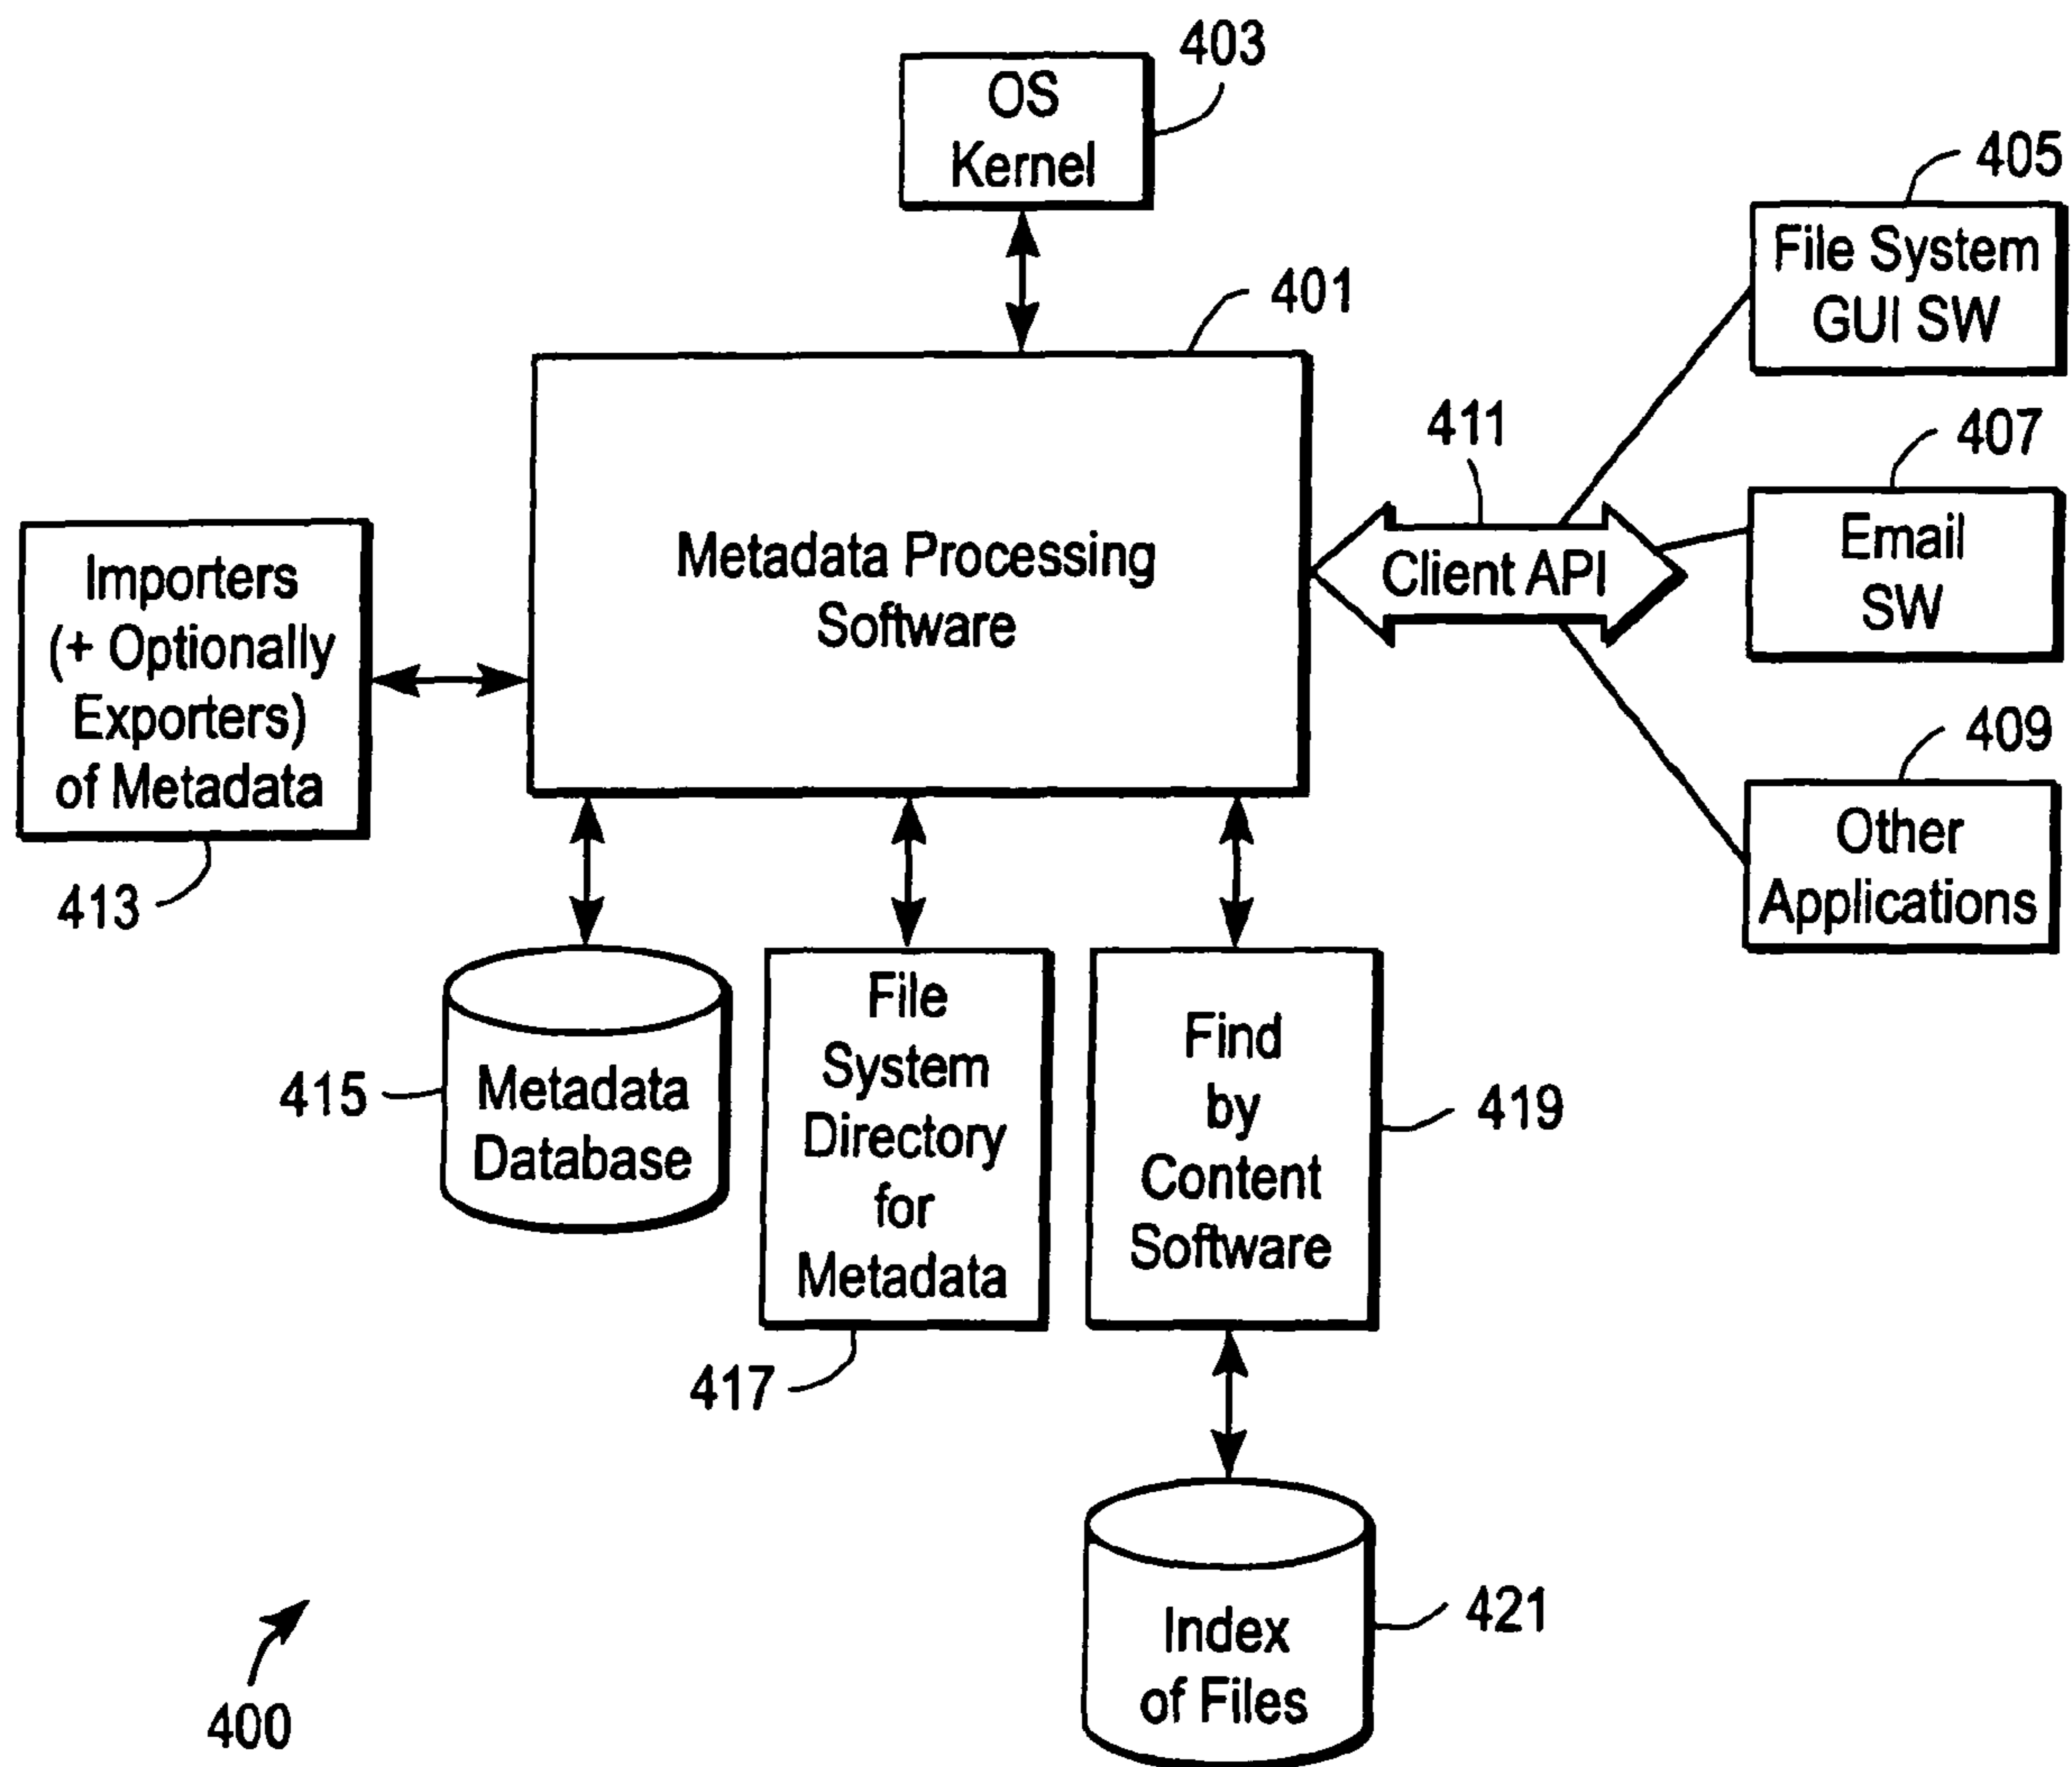 403
OS
Kernel
405
File System
GUI SW
401
411
407
Metadata Processing
Software
Client API
Email
SW
Importers
(+ Optionally
Exporters)
of Metadata
413
409
Other
Applications
415
Metadata
Database
File
System
Directory
for
Metadata
417
Find
by
Content
Software
419
421
Index
of Files
400